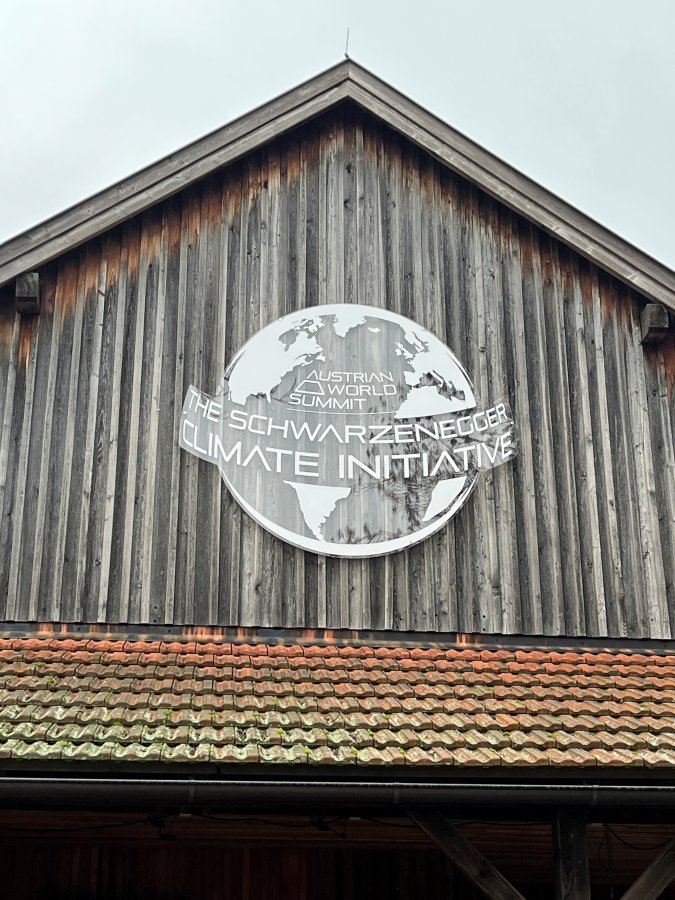 AUSTRIAN
WORLD
SUMMIT
THE SCHWARZENEGGER
CLIMATE INITIATIVE